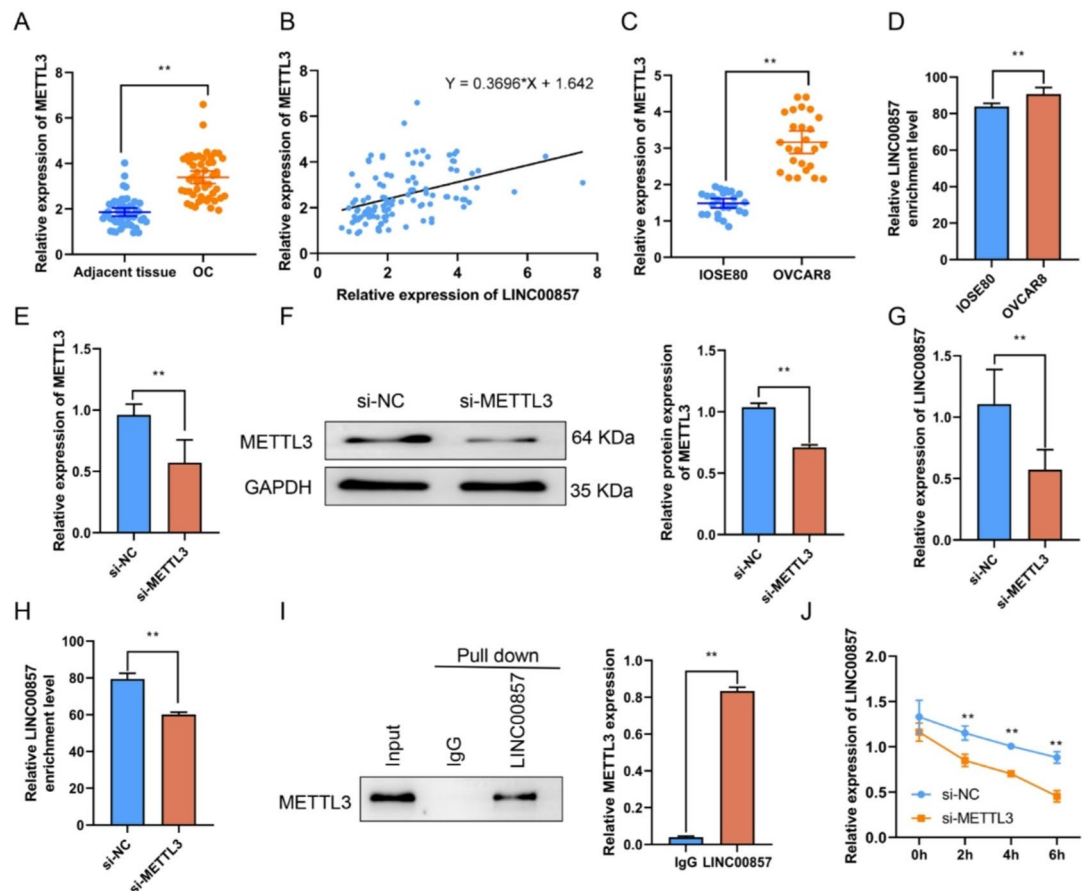 A
Relative expression of METTL3
8
6
4
2
0
**
Adjacent tissue
OC
B
Relative expression of METTL3
8
6
4
2
0
Y = 0.3696*X + 1.642
0
2
4
6
8
Relative expression of LINC00857
C
Relative expression of METTL3
5
4
3
2
1
0
**
IOSE80
OVCAR8
D
Relative LINC00857
enrichment level
100
80
60
40
20
0
**
IOSE80
OVCAR8
E
Relative expression of METTL3
1.5
1.0
0.5
0.0
**
si-NC
si-METTL3
F
si-NC
si-METTL3
METTL3
64 KDa
GAPDH
35 KDa
Relative protein expression
of METTL3
1.5
1.0
0.5
0.0
**
si-NC
si-METTL3
G
Relative expression of LINC00857
1.5
1.0
0.5
0.0
**
si-NC
si-METTL3
H
Relative LINC00857
enrichment level
100
80
60
40
20
0
**
si-NC
si-METTL3
I
Pull down
Input
IgG
LINC00857
METTL3
Relative METTL3 expression
1.0
0.8
0.6
0.4
0.2
0.0
**
IgG
LINC00857
J
Relative expression of LINC00857
2.0
1.5
1.0
0.5
0.0
**
**
**
si-NC
si-METTL3
0h
2h
4h
6h